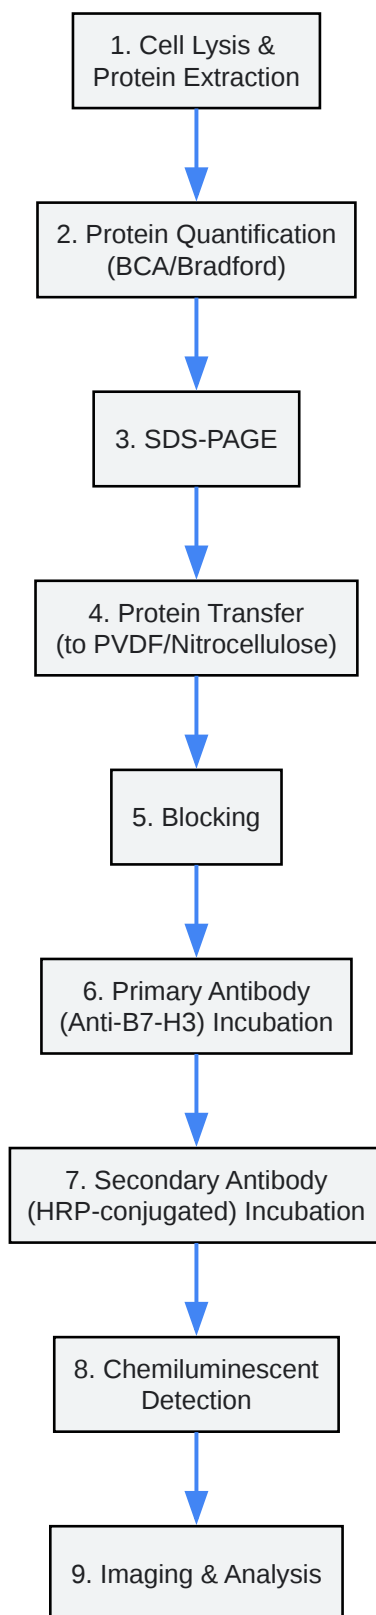 1. Cell Lysis &
Protein Extraction
2. Protein Quantification
(BCA/Bradford)
3. SDS-PAGE
4. Protein Transfer
(to PVDF/Nitrocellulose)
5. Blocking
6. Primary Antibody
(Anti-B7-H3) Incubation
7. Secondary Antibody
(HRP-conjugated) Incubation
8. Chemiluminescent
Detection
9. Imaging & Analysis